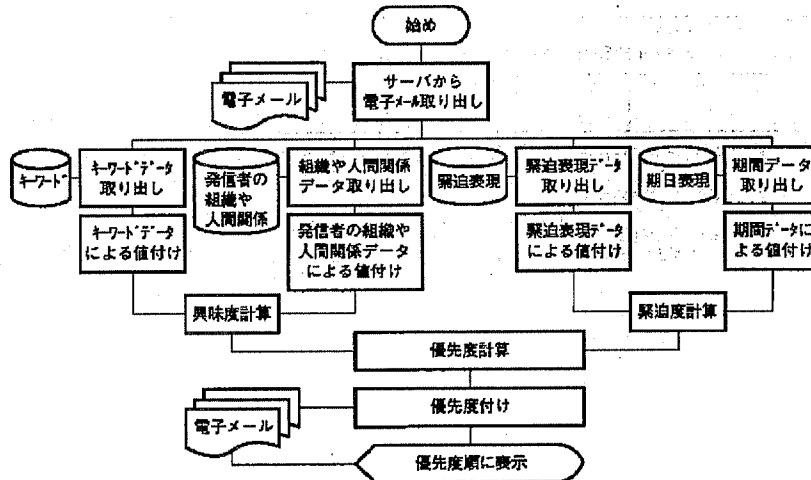 始め
サーバから
電子メール取り出し
電子メール
キーワード
キーワードデータ
取り出し
発信者の
組織や
人間関係
組織や人間関係
データ取り出し
緊迫表現
緊迫表現データ
取り出し
期日表現
期間データ
取り出し
キーワードデータ
による値付け
発信者の組織や
人間関係データ
による値付け
緊迫表現データ
による値付け
期間データに
よる値付け
興味度計算
緊迫度計算
優先度計算
優先度付け
電子メール
優先度順に表示